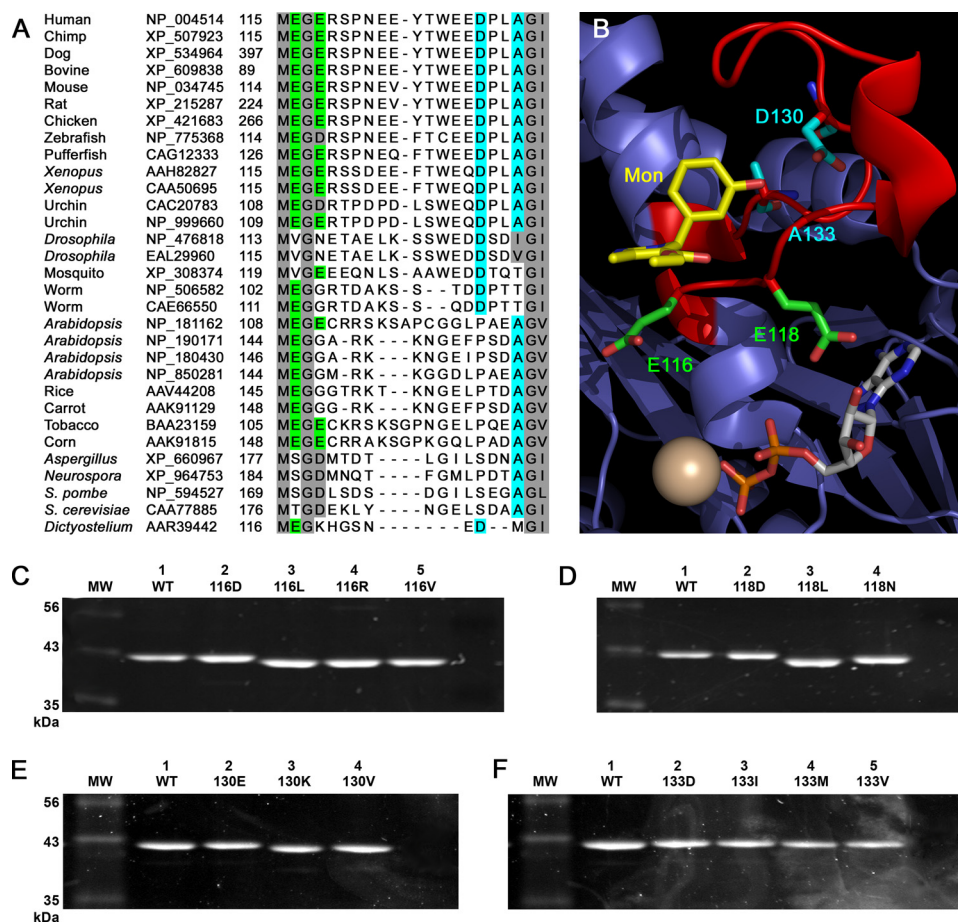 A
Human NP_004514 115 MEGERSPNEE-YTWEEDPLAGI
Chimp XP_507923 115 MEGERSPNEE-YTWEEDPLAGI
Dog XP_534964 397 MEGERSPNEE-YTWEEDPLAGI
Bovine XP_609838 89 MEGERSPNEE-YTWEEDPLAGI
Mouse NP_034745 114 MEGERSPNEV-YTWEEDPLAGI
Rat XP_215287 224 MEGERSPNEV-YTWEEDPLAGI
Chicken XP_421683 266 MEGERSPNEE-YTWEEDPLAGI
Zebrafish NP_775368 114 MEGDRSPNEE-FTCEEDPLAGI
Pufferfish CAG12333 126 MEGERSPNEQ-FTWEEDPLAGI
Xenopus AAH82827 115 MEGERSSDEE-FTWEQDPLAGI
Xenopus CAA50695 115 MEGERSSDEE-FTWEQDPLAGI
Urchin CAC20783 108 MEGDRTPDPD-LSWEQDPLAGI
Urchin NP_999660 109 MEGERTPDPD-LSWEQDPLAGI
Drosophila NP_476818 113 MVGNETAELK-SSWEDDSDIGI
Drosophila EAL29960 115 MVGNETAELK-SSWEDDSDVGI
Mosquito XP_308374 119 MVGEEEQNLS-AAWEDDTQTGI
Worm NP_506582 102 MEGGRTDAKS-S--TDDPTTGI
Worm CAE66550 111 MEGGRTDAKS-S--QDDPTTGI
Arabidopsis NP_181162 108 MEGECRRSKSAPCGGLPAEAGV
Arabidopsis NP_190171 144 MEGGA-RK---KNGEFPSDAGV
Arabidopsis NP_180430 146 MEGGA-RK---KNGEIPSDAGV
Arabidopsis NP_850281 144 MEGGM-RK---KGGDLPTDAGV
Rice AAV44208 145 MEGGTRKT---KNGELPTDAGV
Carrot AAK91129 148 MEGGG-RK---KNGEFPSDAGV
Tobacco BAA23159 105 MEGECKRSKSGPNGELPQEAGV
Corn AAK91815 148 MEGECRRAKSGPKGQLPADAGV
Aspergillus XP_660967 177 MSGDMTDT----LGILSDNAGI
Neurospora XP_964753 184 MSGDMNQT----FGMLPDTAGI
S. pombe NP_594527 169 MSGDLSDS----DGILSEGAGL
S. cerevisiae CAA77885 176 MTGDEKLY----NGELSDAAGI
Dictyostelium AAR39442 116 MEGKHGSN-------ED--MGI
B
D130
Mon
A133
E118
E116
C
1 2 3 4 5
MW WT 116D 116L 116R 116V
56
43
35
kDa
D
1 2 3 4
MW WT 118D 118L 118N
56
43
35
kDa
E
1 2 3 4
MW WT 130E 130K 130V
56
43
35
kDa
F
1 2 3 4 5
MW WT 133D 133I 133M 133V
56
43
35
kDa